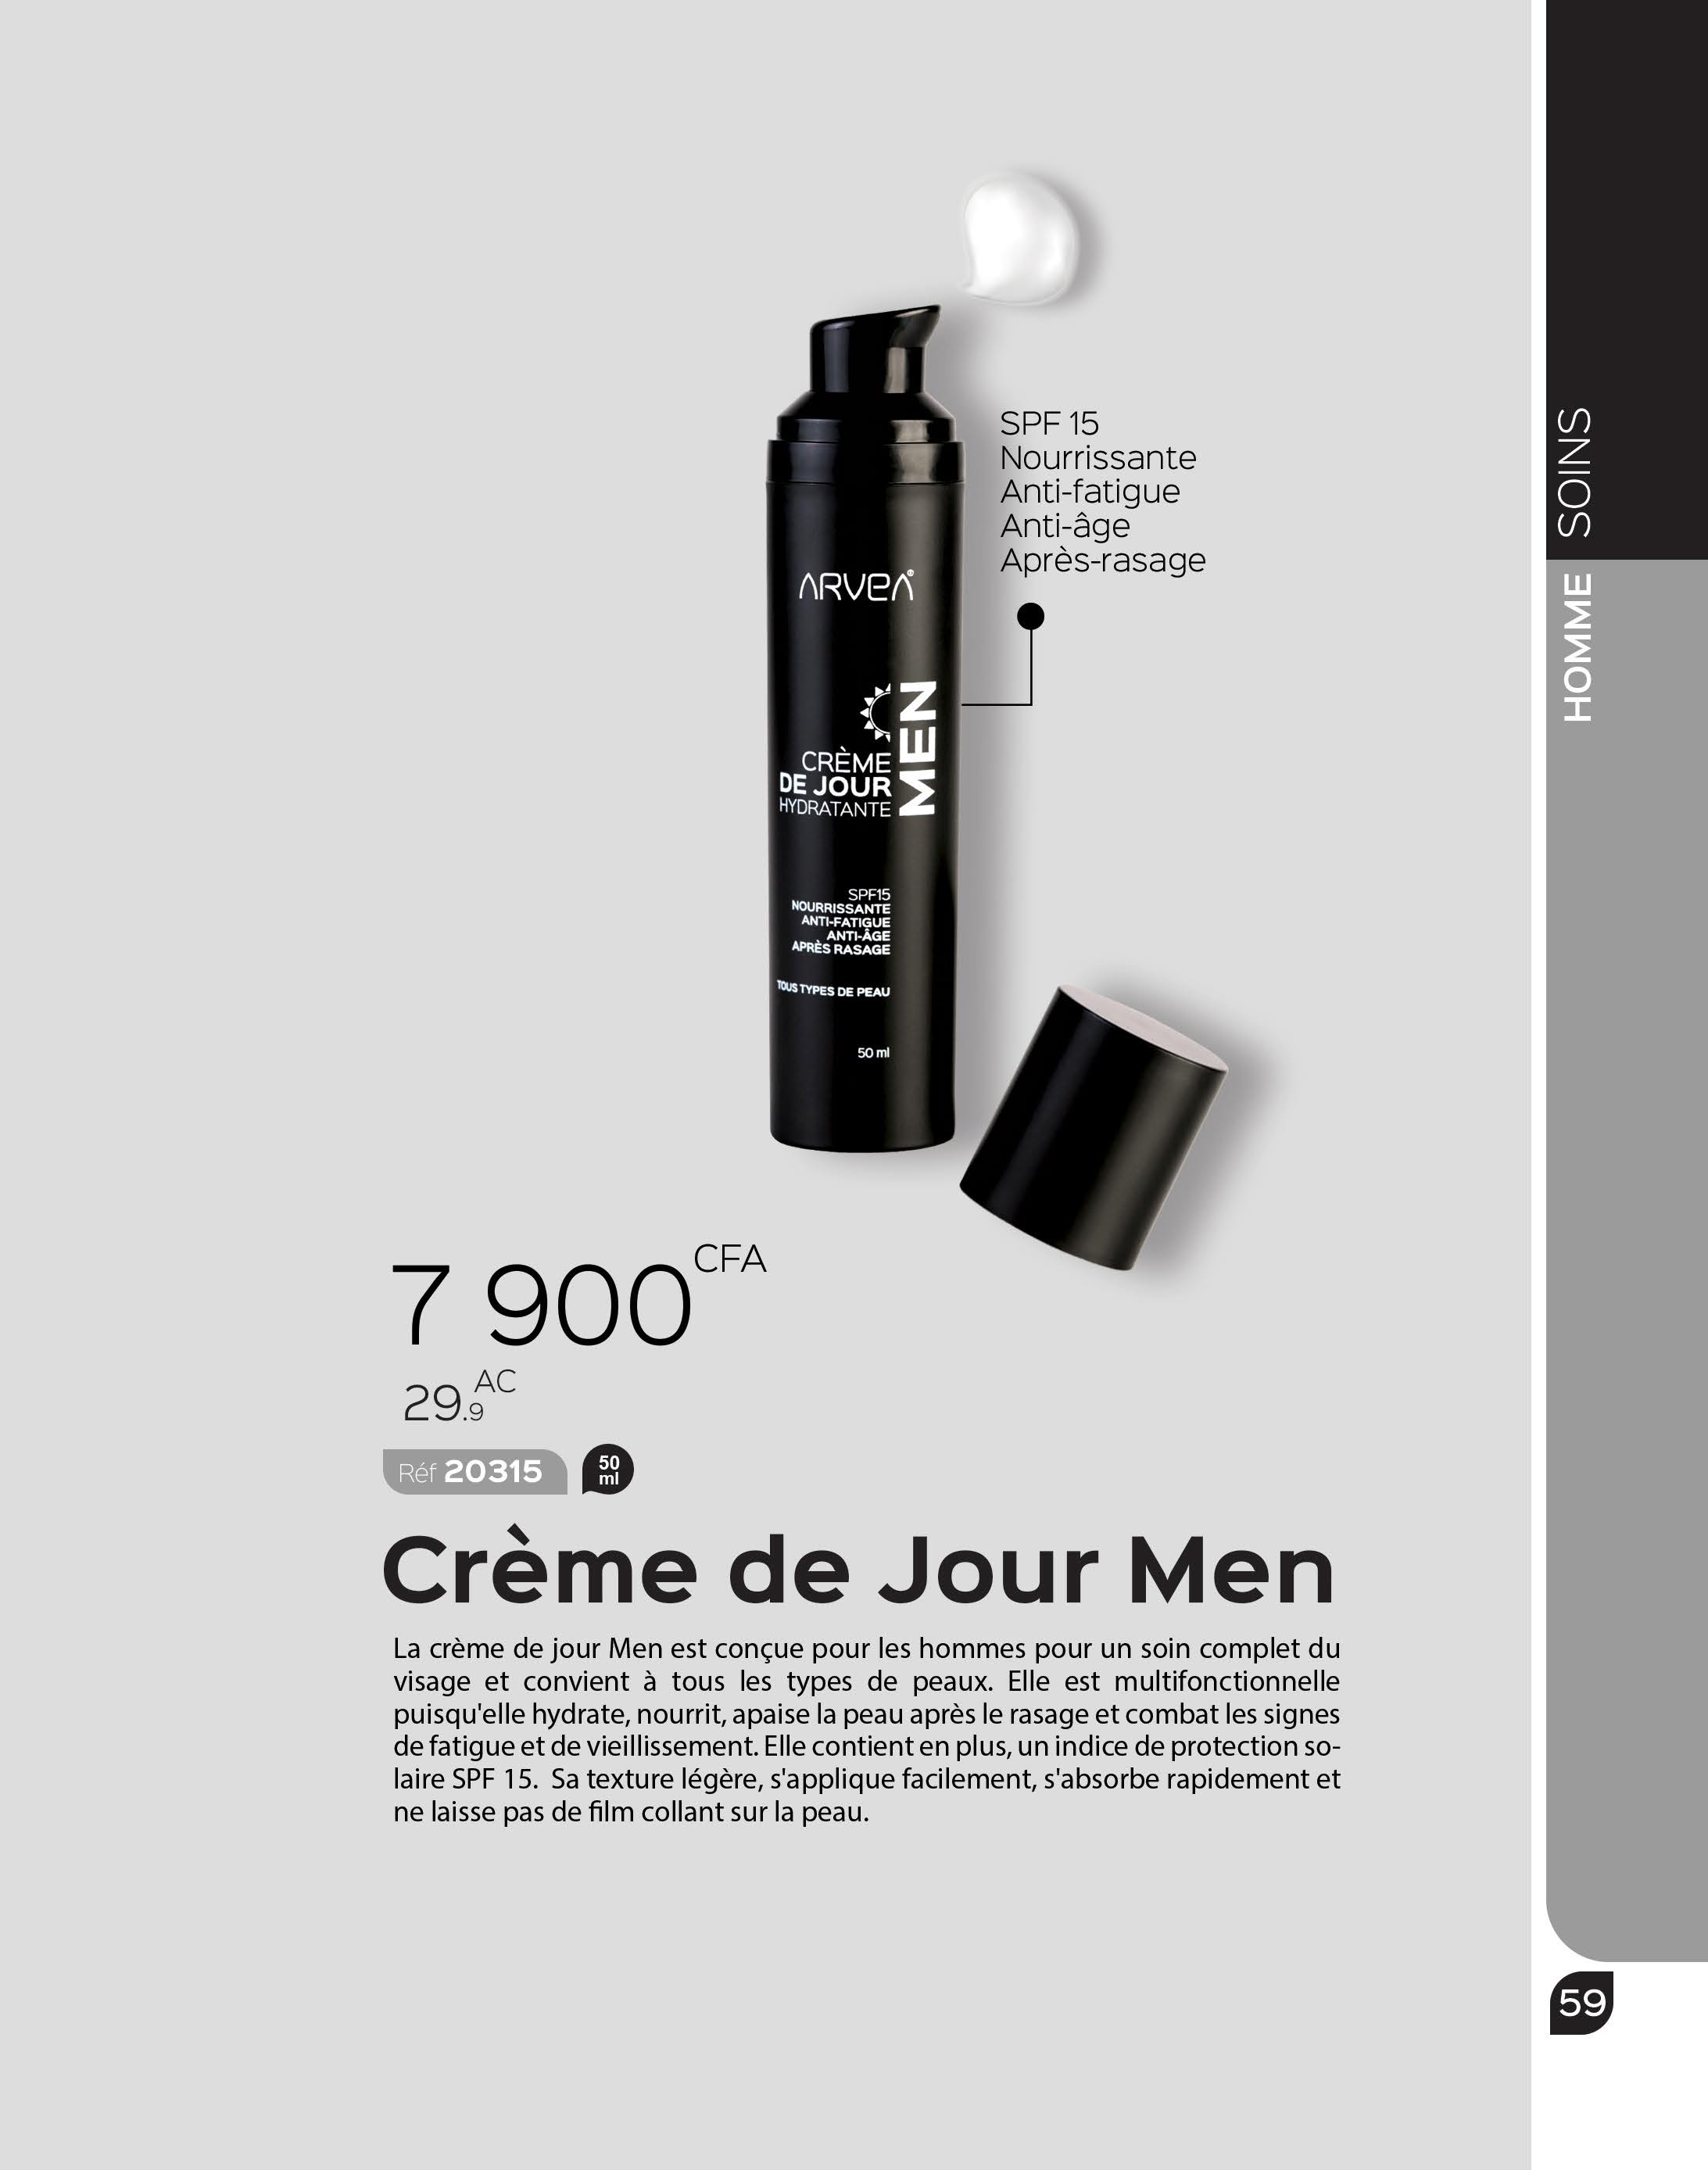 SPF 15
Nourrissante
Anti-fatigue
Anti-âge
Après-rasage
ARVEA®
MEN
CRÈME
DE JOUR
HYDRATANTE
SPF15
NOURRISSANTE
ANTI-FATIGUE
ANTI-ÂGE
APRÈS RASAGE
TOUS TYPES DE PEAU
50 ml
HOMME SOINS
7 900 CFA
29.9 AC
Réf 20315
50
ml
Crème de Jour Men
La crème de jour Men est conçue pour les hommes pour un soin complet du
visage et convient à tous les types de peaux. Elle est multifonctionnelle
puisqu'elle hydrate, nourrit, apaise la peau après le rasage et combat les signes
de fatigue et de vieillissement. Elle contient en plus, un indice de protection so-
laire SPF 15. Sa texture légère, s'applique facilement, s'absorbe rapidement et
ne laisse pas de film collant sur la peau.
59